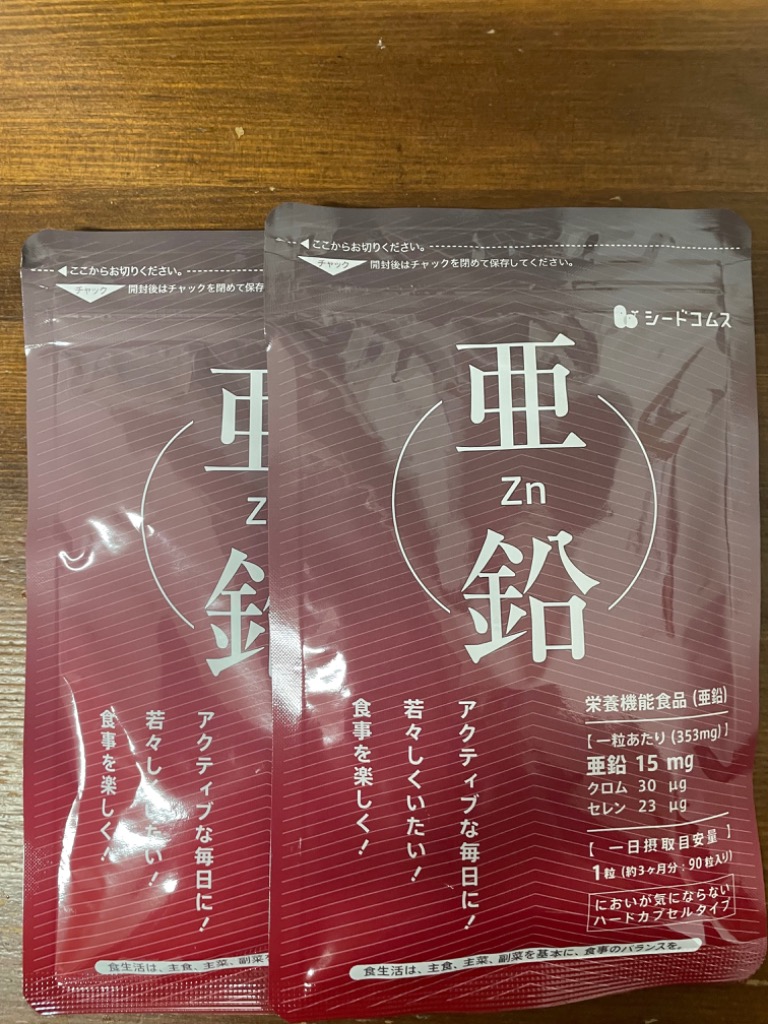 ここからお切りください。
チャック 開封後はチャックを閉めて保存
亜
Z
アクティブな毎日に!
若々しくいたい!
食事を楽しく!
食生活は、主食、主菜、副菜
ここからお切りください。
チャック 開封後はチャックを閉めて保存してください。
シードコムス
亜
Zn
鉛
アクティブな毎日に!
若々しくいたい!
食事を楽しく!
栄養機能食品(亜鉛)
【一粒あたり(353mg)】
亜鉛 15 mg
クロム 30 μg
セレン 23 μg
【一日摂取目安量】
1粒(約3ヶ月分:90粒入り)
においが気にならない
ハードカプセルタイプ
食生活は、主食、主菜、副菜を基本に、食事のバランスを。